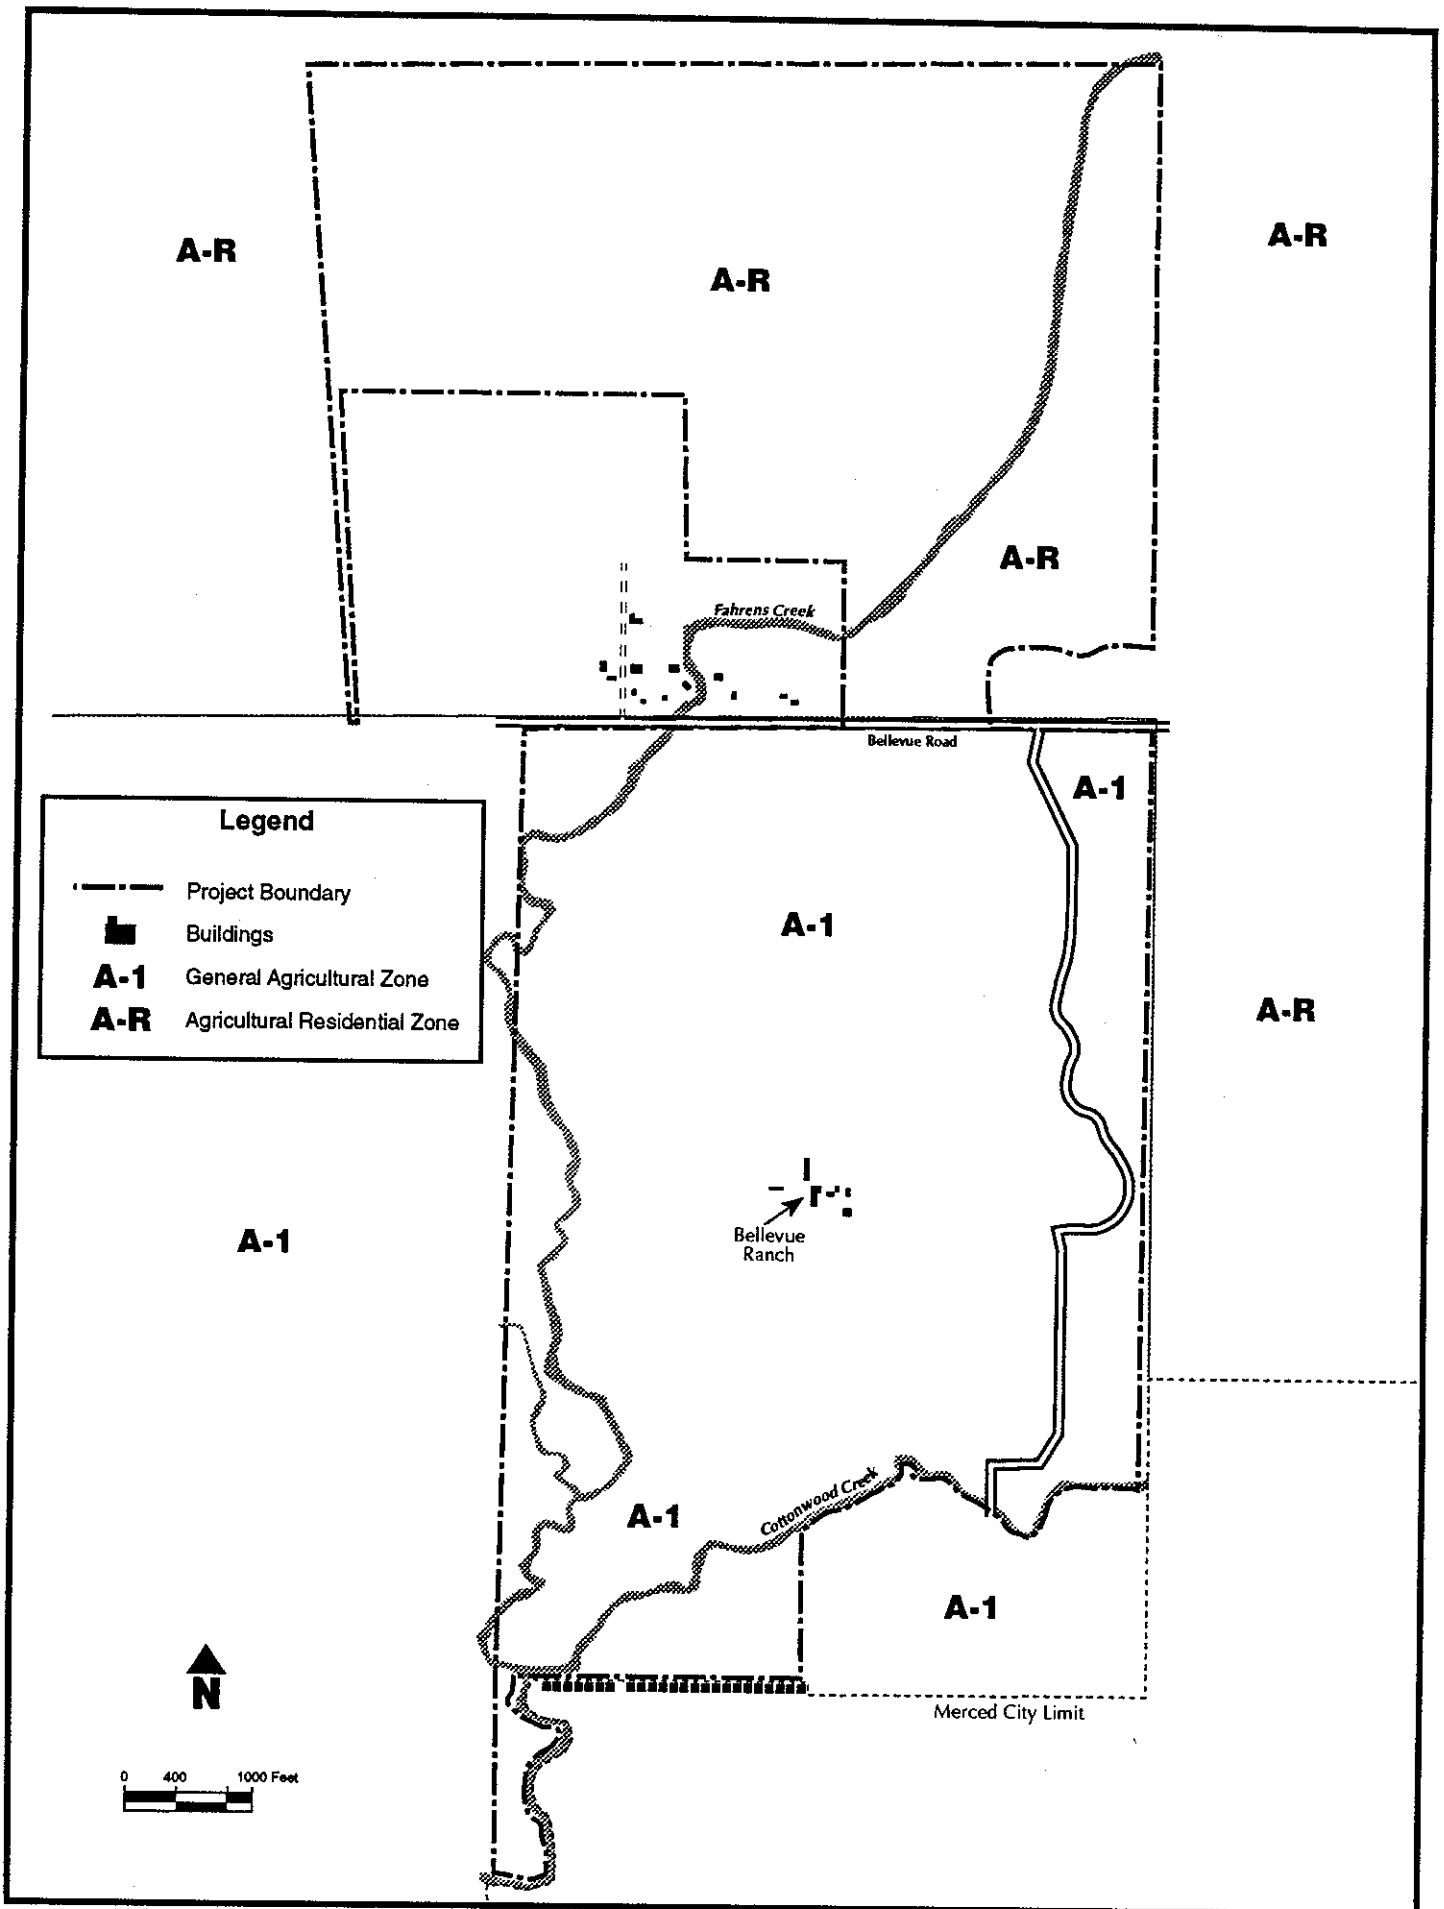 A-R
A-R
A-R
A-R
Fahrens Creek
Bellevue Road
A-1
Legend
Project Boundary
Buildings
A-1 General Agricultural Zone
A-R Agricultural Residential Zone
A-1
A-R
Bellevue
Ranch
A-1
Cottonwood Creek
A-1
A-1
N
Merced City Limit
0 400 1000 Feet